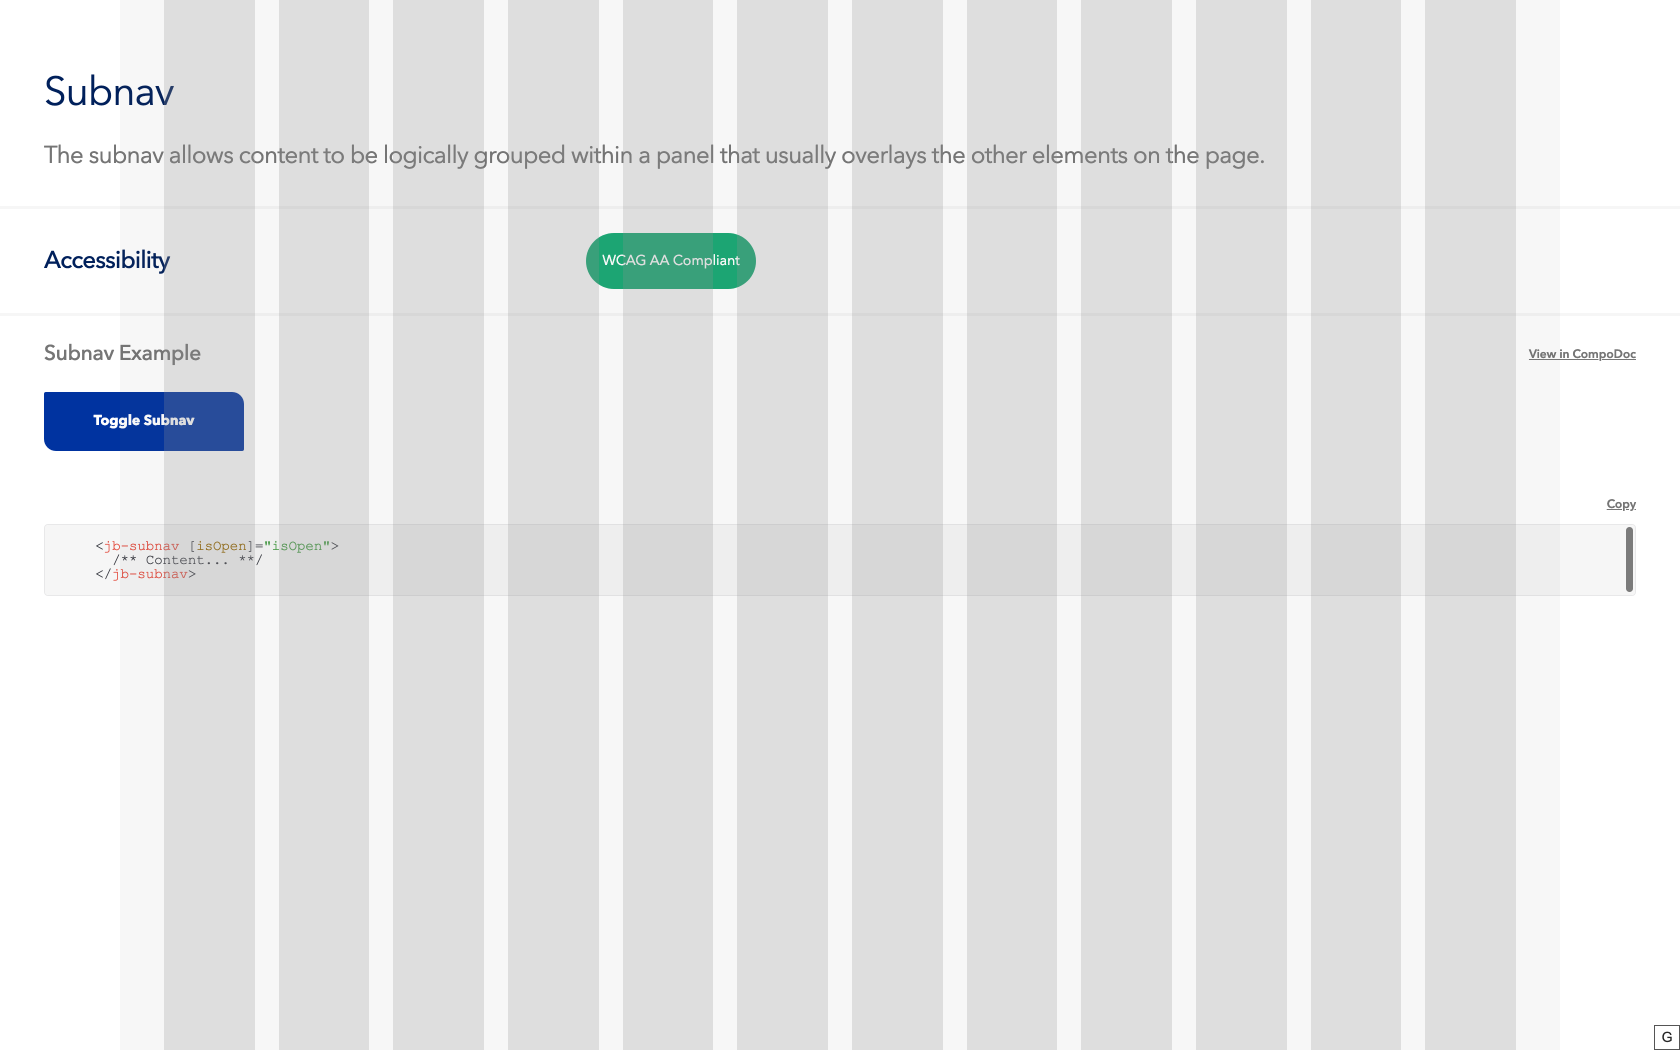 Subnav
The subnav allows content to be logically grouped within a panel that usually overlays the other elements on the page.
Accessibility
WCAG AA Compliant
Subnav Example
View in CompoDoc
Toggle Subnav
Copy
<jb-subnav [isOpen]="isOpen">
/** Content... **/
</jb-subnav>
G